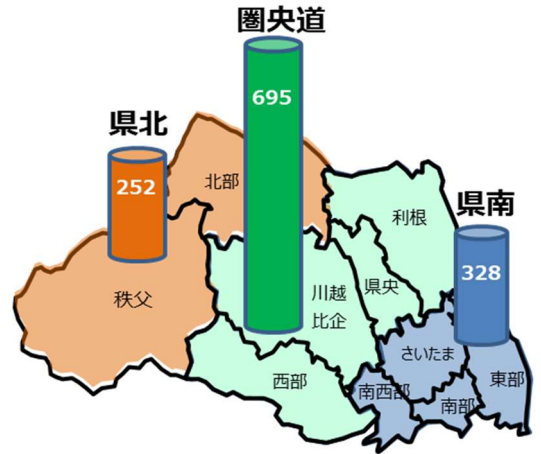 圏央道
695
県北
252
北部
利根
県南
328
秩父
川越
比企
県央
さいたま
西部
南西部
南部
東部